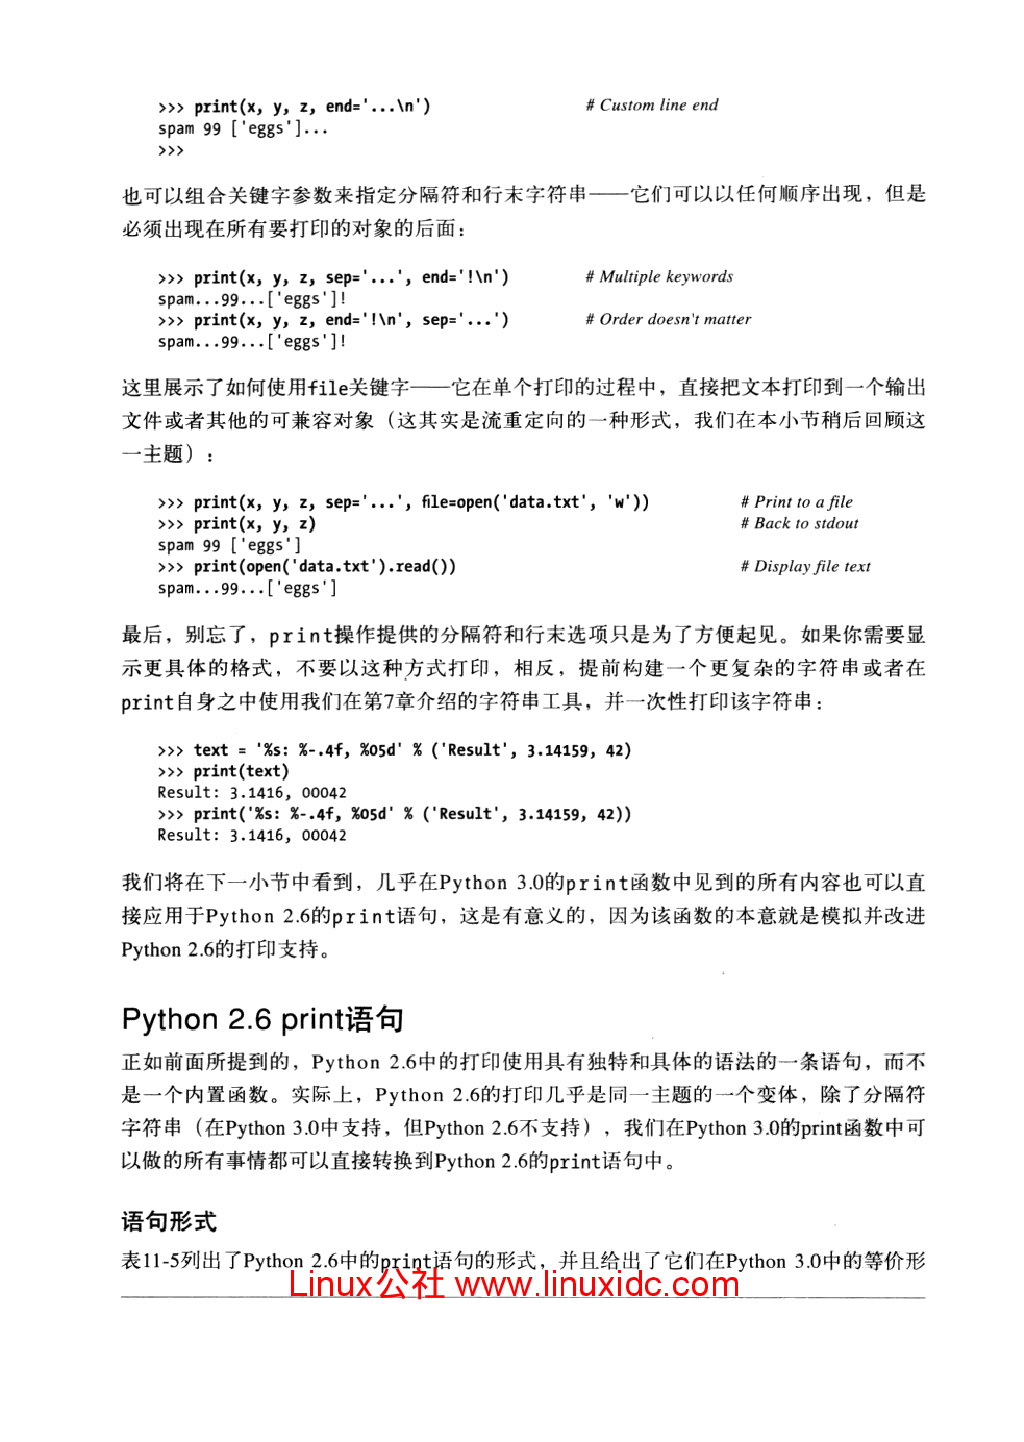 >>> print(x, y, z, end='...\n') # Custom line end
spam 99 ['eggs']...
>>>
也可以组合关键字参数来指定分隔符和行末字符串——它们可以以任何顺序出现，但是
必须出现在所有要打印的对象的后面：
>>> print(x, y, z, sep='...', end='!\n') # Multiple keywords
spam...99...['eggs']!
>>> print(x, y, z, end='!\n', sep='...') # Order doesn't matter
spam...99...['eggs']!
这里展示了如何使用file关键字——它在单个打印的过程中，直接把文本打印到一个输出
文件或者其他的可兼容对象（这其实是流重定向的一种形式，我们在本小节稍后回顾这
一主题）：
>>> print(x, y, z, sep='...', file=open('data.txt', 'w')) # Print to a file
>>> print(x, y, z) # Back to stdout
spam 99 ['eggs']
>>> print(open('data.txt').read()) # Display file text
spam...99...['eggs']
最后，别忘了，print操作提供的分隔符和行末选项只是为了方便起见。如果你需要显
示更具体的格式，不要以这种方式打印，相反，提前构建一个更复杂的字符串或者在
print自身之中使用我们在第7章介绍的字符串工具，并一次性打印该字符串：
>>> text = '%s: %-.4f, %05d' % ('Result', 3.14159, 42)
>>> print(text)
Result: 3.1416, 00042
>>> print('%s: %-.4f, %05d' % ('Result', 3.14159, 42))
Result: 3.1416, 00042
我们将在下一小节中看到，几乎在Python 3.0的print函数中见到的所有内容也可以直
接应用于Python 2.6的print语句，这是有意义的，因为该函数的本意就是模拟并改进
Python 2.6的打印支持。
Python 2.6 print语句
正如前面所提到的，Python 2.6中的打印使用具有独特和具体的语法的一条语句，而不
是一个内置函数。实际上，Python 2.6的打印几乎是同一主题的一个变体，除了分隔符
字符串（在Python 3.0中支持，但Python 2.6不支持），我们在Python 3.0的print函数中可
以做的所有事情都可以直接转换到Python 2.6的print语句中。
语句形式
表11-5列出了Python 2.6中的print语句的形式，并且给出了它们在Python 3.0中的等价形
Linux公社 www.linuxidc.com